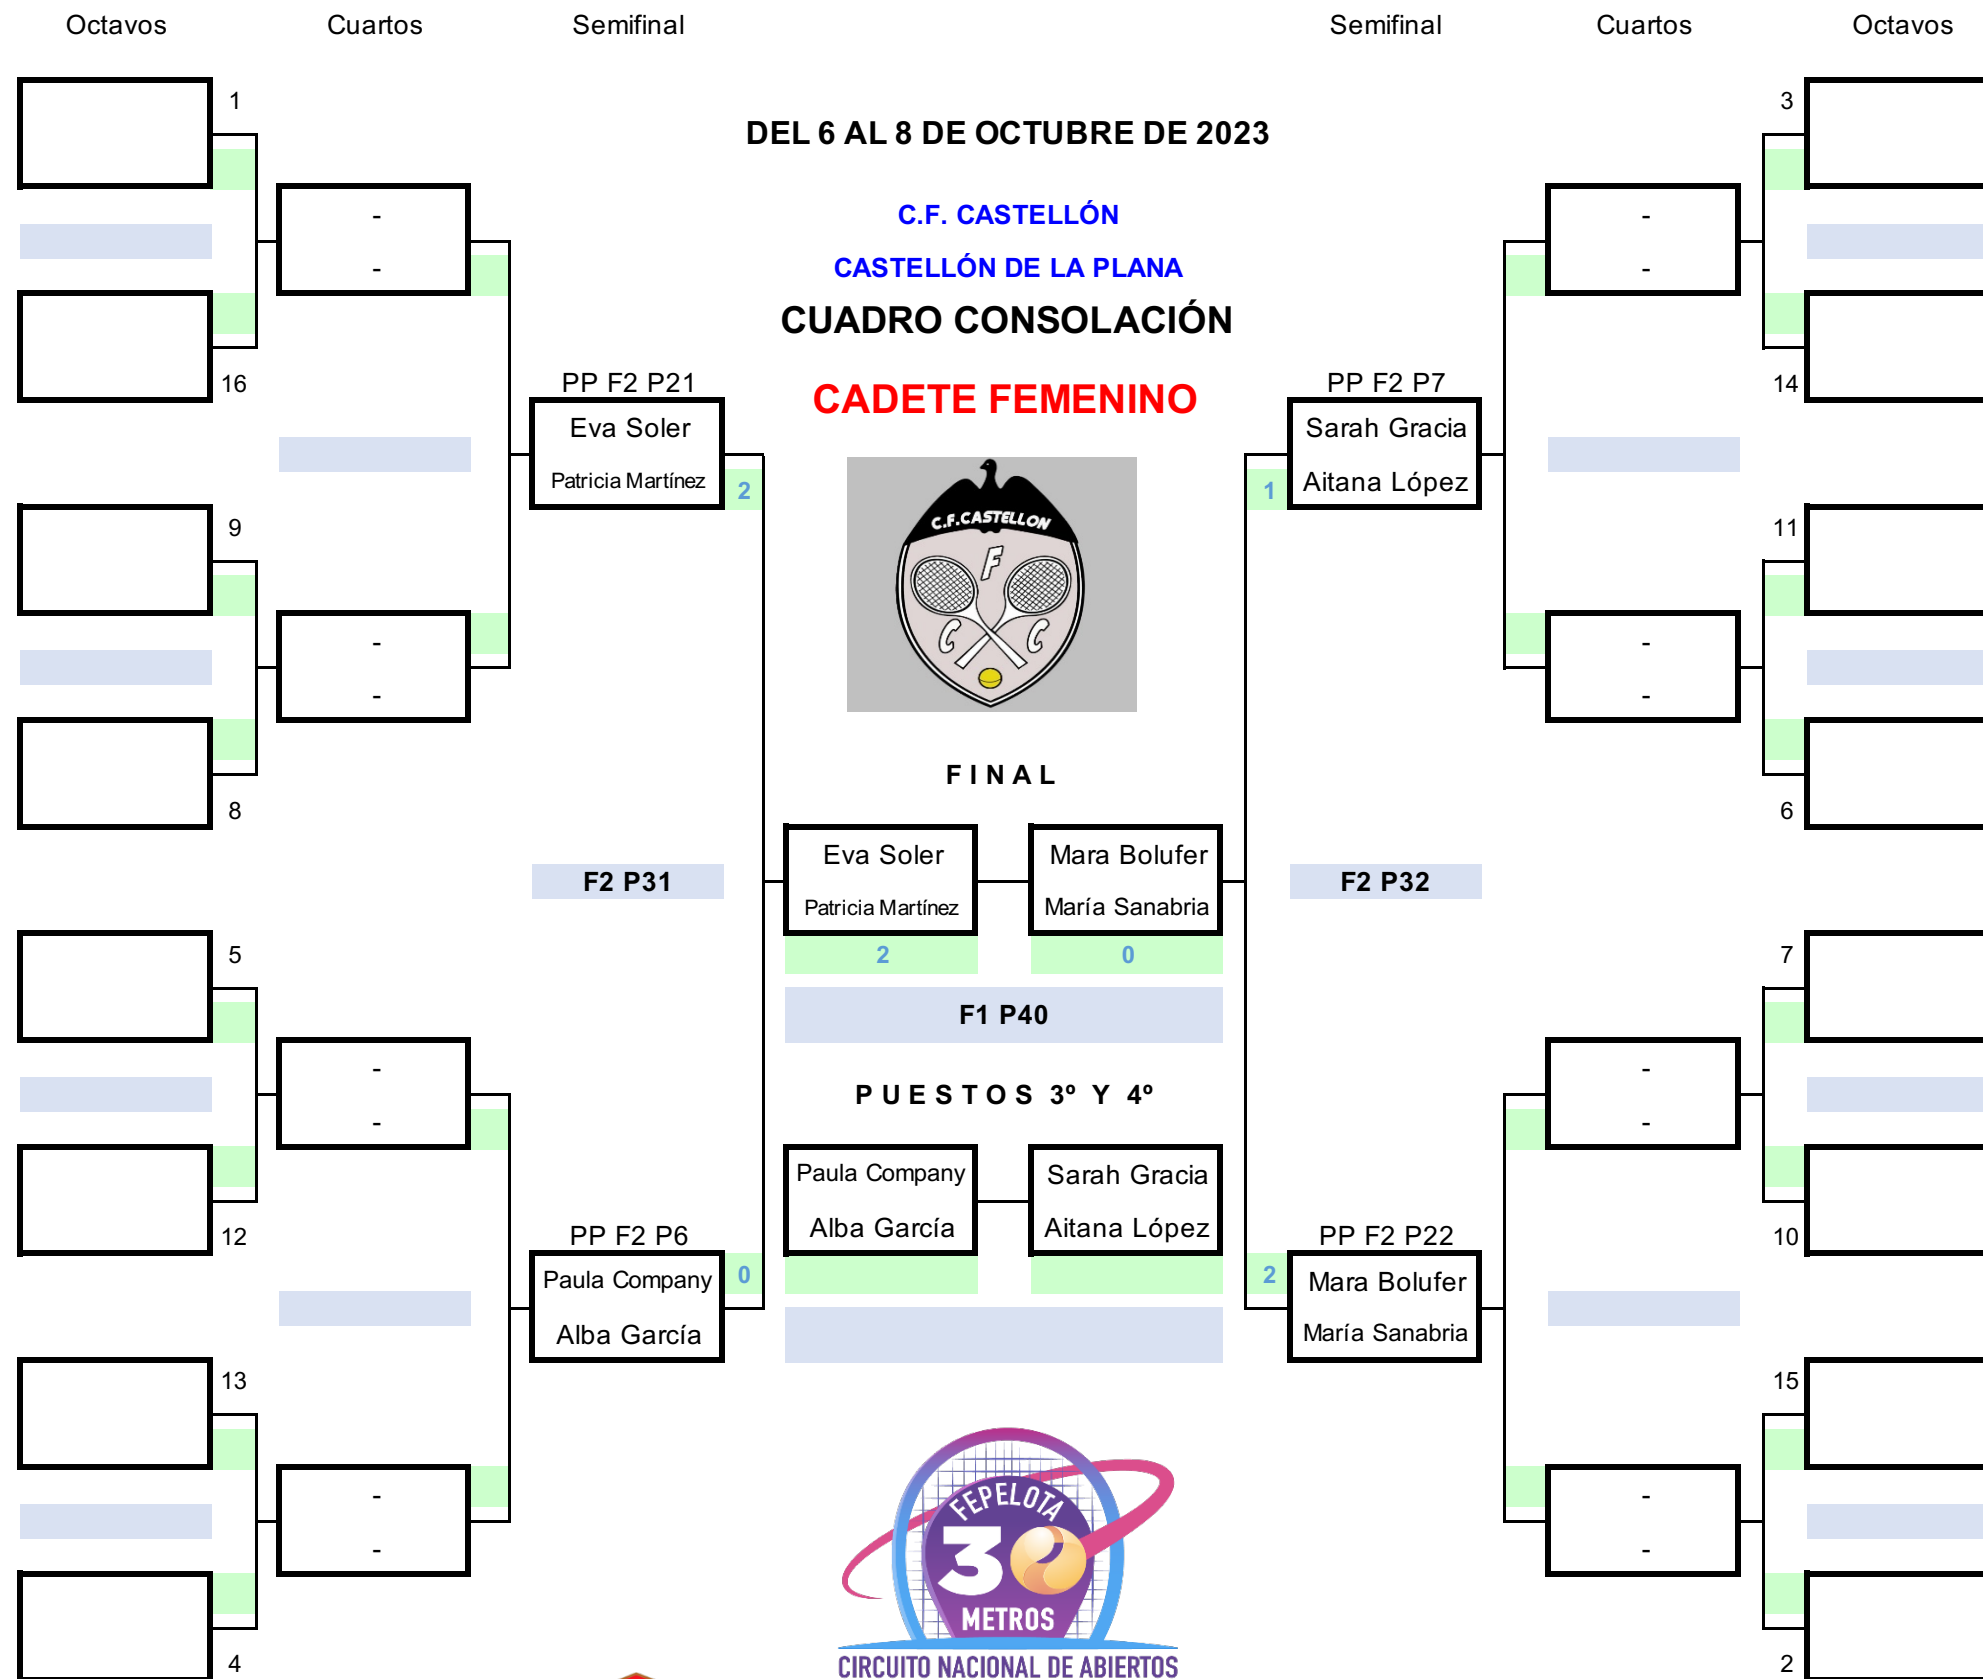 Octavos Cuartos Semifinal Semifinal Cuartos Octavos
1 3
DEL 6 AL 8 DE OCTUBRE DE 2023
- C.F. CASTELLÓN -
- CASTELLÓN DE LA PLANA -
CUADRO CONSOLACIÓN
16 PP F2 P21 PP F2 P7 14
CADETE FEMENINO
Eva Soler Sarah Gracia
Patricia Martínez 2 1 Aitana López
C.F.CASTELLON
9 11
F
C C
- -
- -
FINAL
8 6
Eva Soler Mara Bolufer
F2 P31 F2 P32
Patricia Martínez María Sanabria
5 2 0 7
F1 P40
- -
PUESTOS 3º Y 4º
- -
Paula Company Sarah Gracia
Alba García Aitana López
12 PP F2 P6 PP F2 P22 10
Paula Company 0 2 Mara Bolufer
Alba García María Sanabria
13 15
- -
FEPELOTA
30
- -
METROS
CIRCUITO NACIONAL DE ABIERTOS
4 2